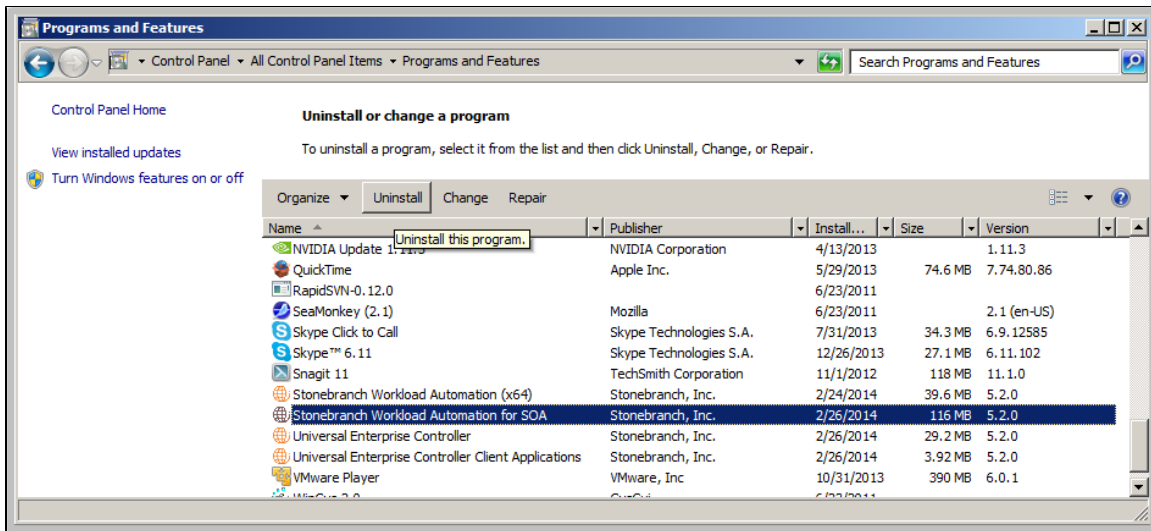 Programs and Features
Control Panel All Control Panel Items Programs and Features Search Programs and Features
Control Panel Home
View installed updates
Turn Windows features on or off
Uninstall or change a program
To uninstall a program, select it from the list and then click Uninstall, Change, or Repair.
Organize Uninstall Change Repair
Name Publisher Install... Size Version
Uninstall this program.
NVIDIA Update NVIDIA Corporation 4/13/2013 1.11.3
QuickTime Apple Inc. 5/29/2013 74.6 MB 7.74.80.86
RapidSVN-0.12.0 6/23/2011
SeaMonkey (2.1) Mozilla 6/23/2011 2.1 (en-US)
Skype Click to Call Skype Technologies S.A. 7/31/2013 34.3 MB 6.9.12585
Skype™ 6.11 Skype Technologies S.A. 12/26/2013 27.1 MB 6.11.102
Snagit 11 TechSmith Corporation 11/1/2012 118 MB 11.1.0
Stonebranch Workload Automation (x64) Stonebranch, Inc. 2/24/2014 39.6 MB 5.2.0
Stonebranch Workload Automation for SOA Stonebranch, Inc. 2/26/2014 116 MB 5.2.0
Universal Enterprise Controller Stonebranch, Inc. 2/26/2014 29.2 MB 5.2.0
Universal Enterprise Controller Client Applications Stonebranch, Inc. 2/26/2014 3.92 MB 5.2.0
VMware Player VMware, Inc 10/31/2013 390 MB 6.0.1